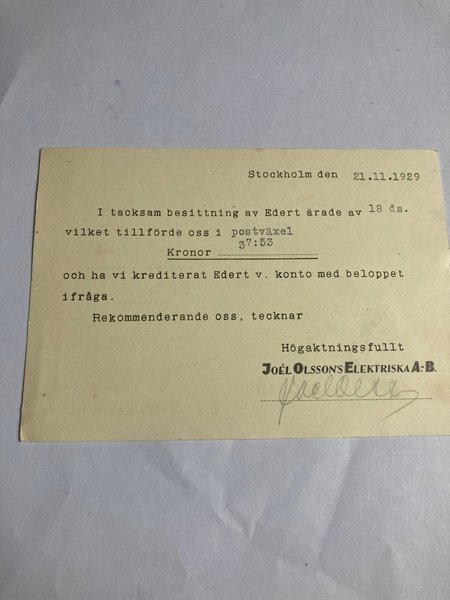 Stockholm den 21.11.1929
I tacksam besittning av Edert ärade av 18 ds.
vilket tillförde oss i postväxel
Kronor 37:53
och ha vi krediterat Edert v. konto med beloppet
ifråga.
Rekommenderande oss, tecknar
Högaktningsfullt
JOÉL OLSSON'S ELEKTRISKA A-B.